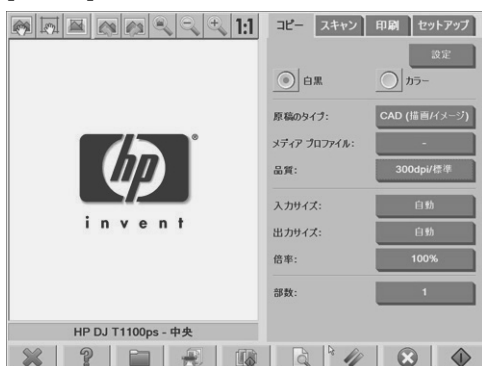 1:1
コピー スキャン 印刷 セットアップ
設定
白黒 カラー
原稿のタイプ: CAD (描画/イメージ)
メディア プロファイル: -
品質: 300dpi/標準
入力サイズ: 自動
出力サイズ: 自動
倍率: 100%
部数: 1
hp
invent
HP DJ T1100ps - 中央
?